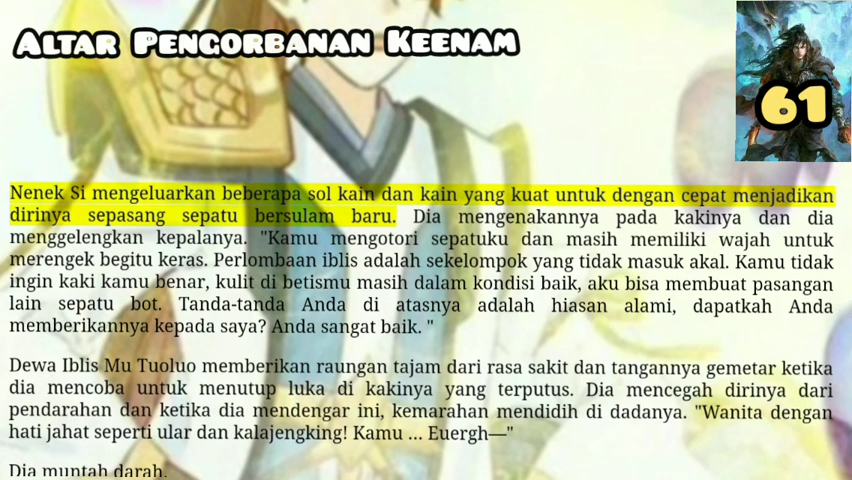 ALTAR PENGORBANAN KEENAM
61
Nenek Si mengeluarkan beberapa sol kain dan kain yang kuat untuk dengan cepat menjadikan
dirinya sepasang sepatu bersulam baru. Dia mengenakannya pada kakinya dan dia
menggelengkan kepalanya. "Kamu mengotori sepatuku dan masih memiliki wajah untuk
merengek begitu keras. Perlombaan iblis adalah sekelompok yang tidak masuk akal. Kamu tidak
ingin kaki kamu benar, kulit di betismu masih dalam kondisi baik, aku bisa membuat pasangan
lain sepatu bot. Tanda-tanda Anda di atasnya adalah hiasan alami, dapatkah Anda
memberikannya kepada saya? Anda sangat baik. "
Dewa Iblis Mu Tuoluo memberikan raungan tajam dari rasa sakit dan tangannya gemetar ketika
dia mencoba untuk menutup luka di kakinya yang terputus. Dia mencegah dirinya dari
pendarahan dan ketika dia mendengar ini, kemarahan mendidih di dadanya. "Wanita dengan
hati jahat seperti ular dan kalajengking! Kamu ... Euergh—"
Dia muntah darah.